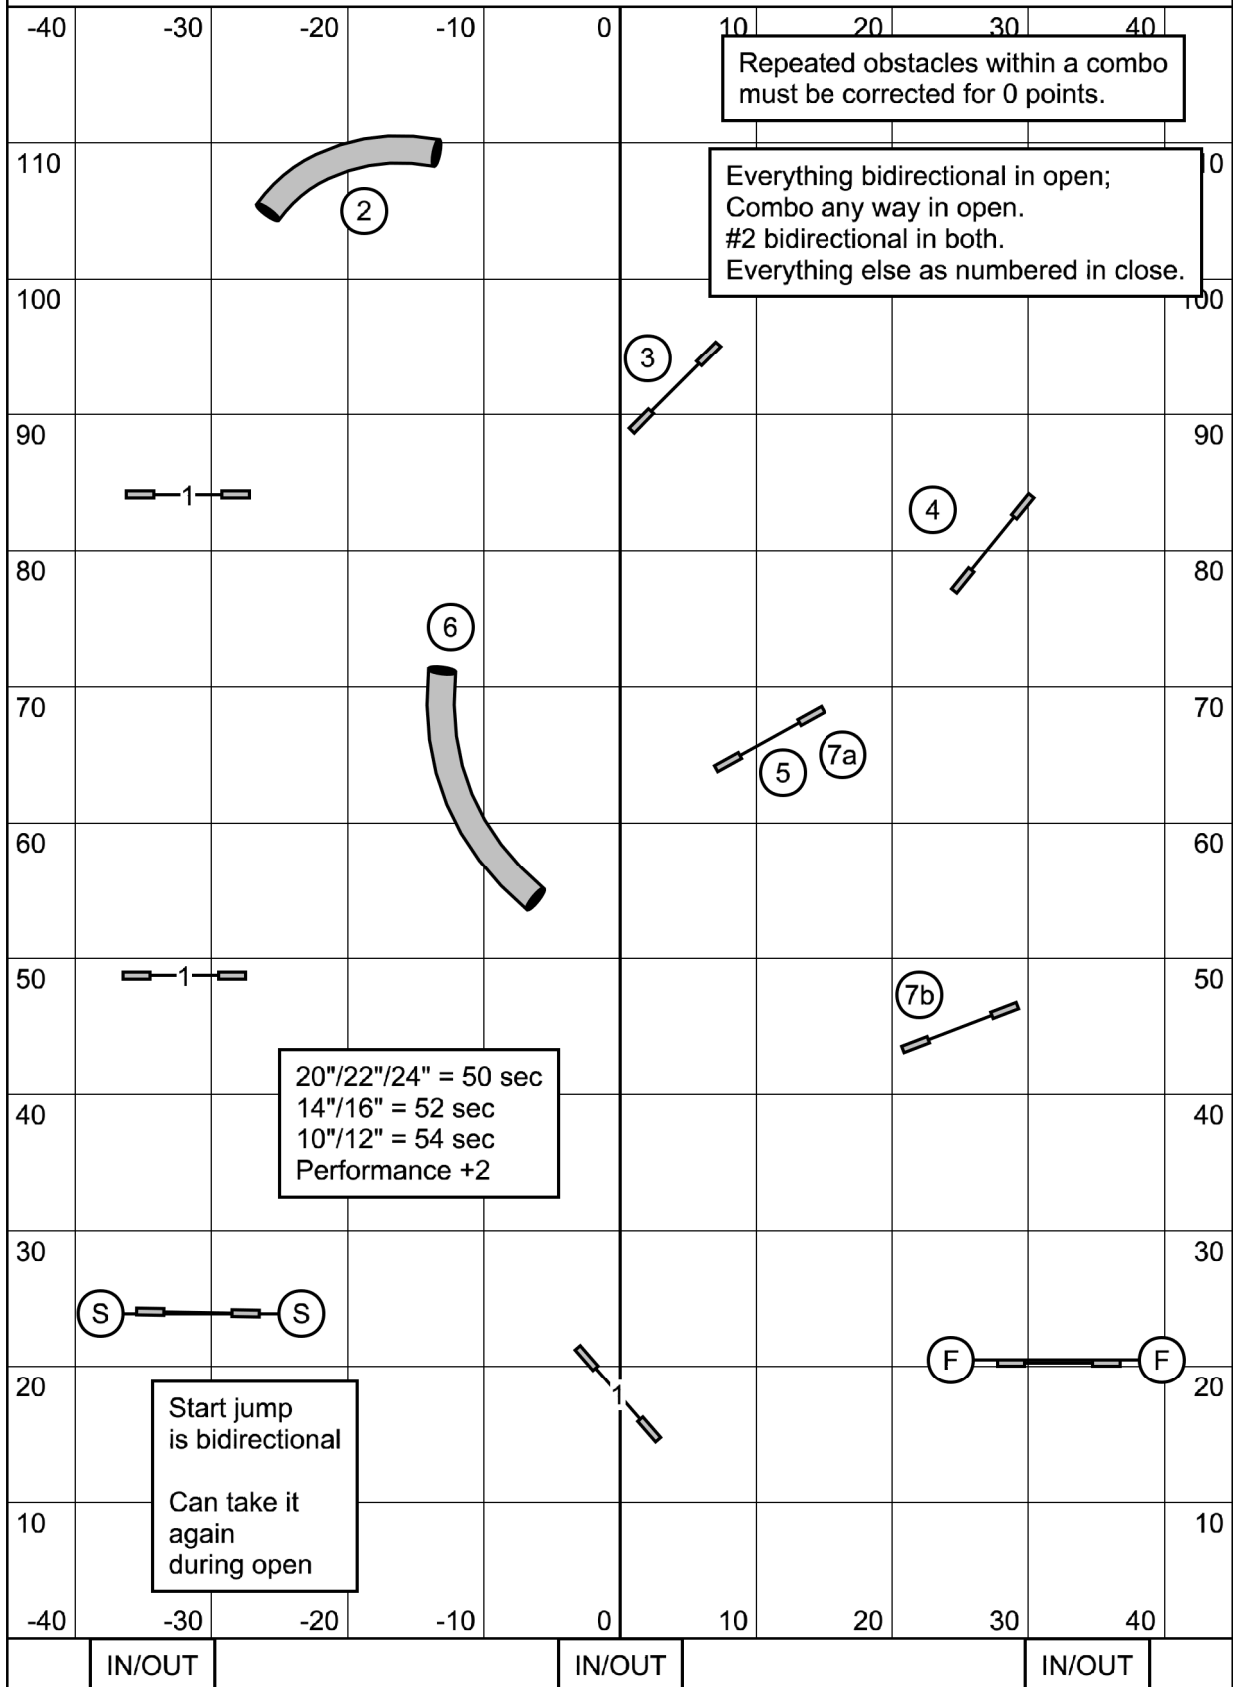 -40 -30 -20 -10 0 10 20 30 40
Repeated obstacles within a combo
must be corrected for 0 points.
110
2
Everything bidirectional in open;
Combo any way in open.
#2 bidirectional in both.
Everything else as numbered in close.
10
100
100
3
90
90
1
4
80
80
6
70
70
5
7a
60
60
50
1
50
7b
20"/22"/24" = 50 sec
14"/16" = 52 sec
10"/12" = 54 sec
Performance +2
40
40
30
30
S S
F F
20
20
1
Start jump
is bidirectional
Can take it
again
during open
10
10
-40 -30 -20 -10 0 10 20 30 40
IN/OUT IN/OUT IN/OUT